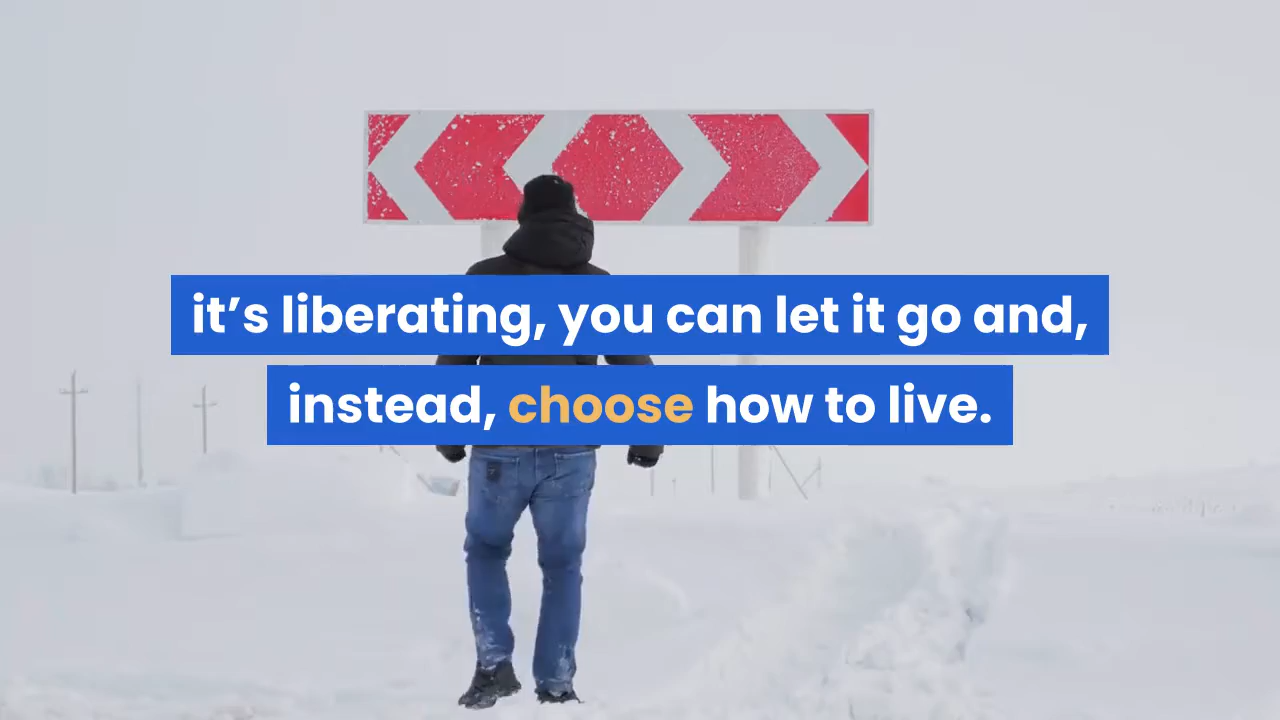 it’s liberating, you can let it go and,
instead, choose how to live.